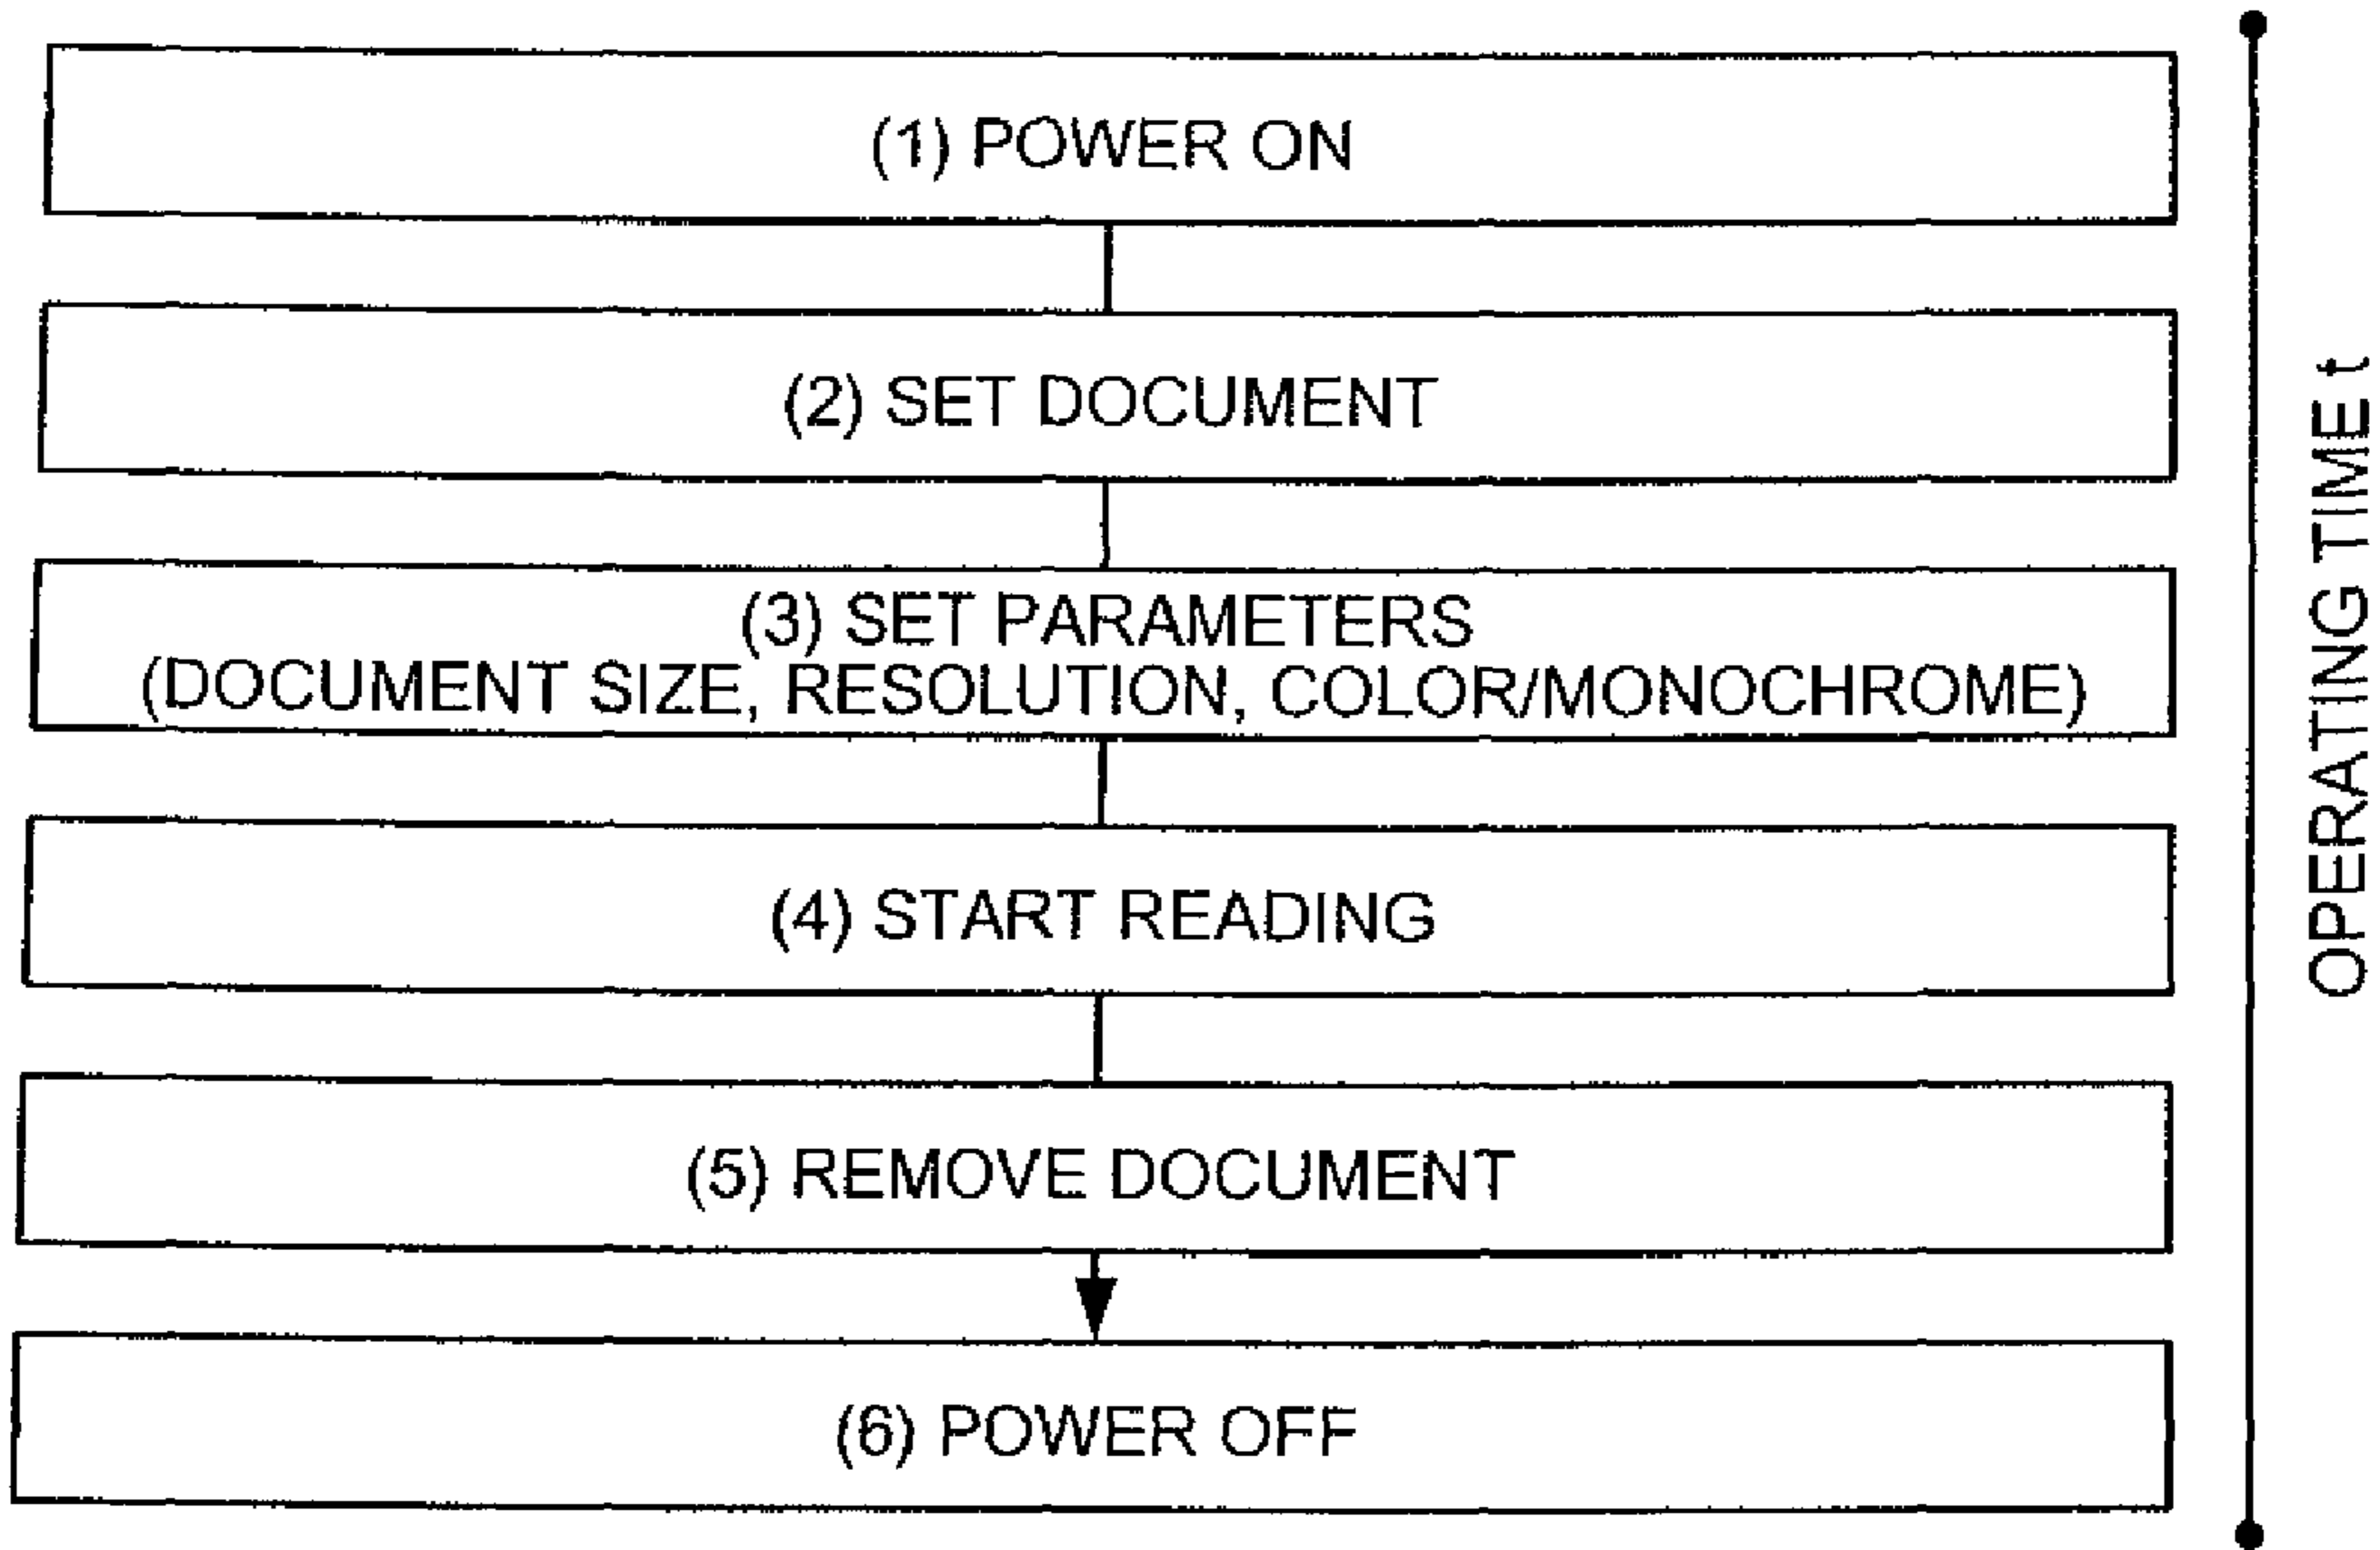 (1) POWER ON
(2) SET DOCUMENT
(3) SET PARAMETERS
(DOCUMENT SIZE, RESOLUTION, COLOR/MONOCHROME)
(4) START READING
(5) REMOVE DOCUMENT
(6) POWER OFF
OPERATING TIME t